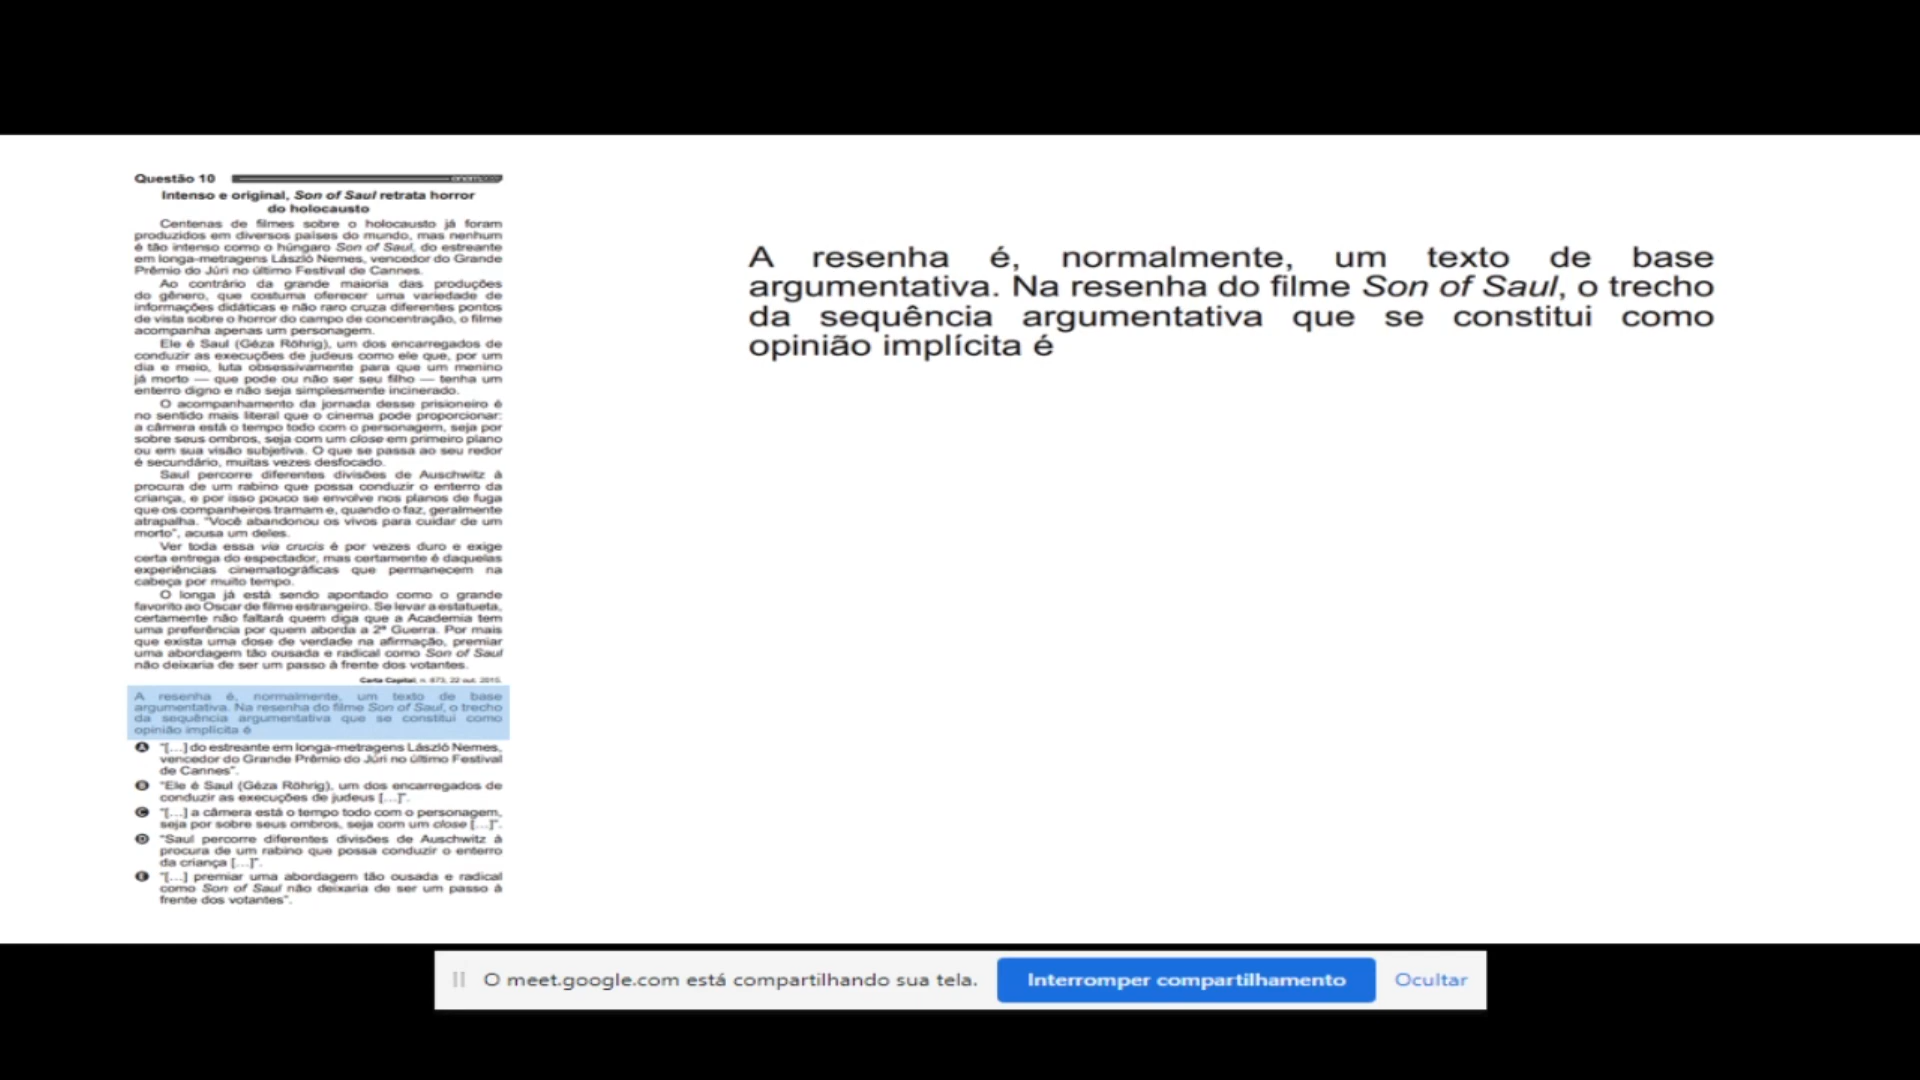 Questão 10
Intenso e original, Son of Saul retrata horror
do holocausto
Centenas de filmes sobre o holocausto já foram
produzidos em diversos países do mundo, mas nenhum
é tão intenso como o húngaro Son of Saul, do estreante
em longa-metragens László Nemes, vencedor do Grande
Prêmio do Júri no último Festival de Cannes.
Ao contrário da grande maioria das produções
do gênero, que costuma oferecer uma variedade de
informações didáticas e não raro cruza diferentes pontos
de vista sobre o horror do campo de concentração, o filme
acompanha apenas um personagem.
Ele é Saul (Géza Röhrig), um dos encarregados de
conduzir as execuções de judeus como ele que, por um
dia e meio, luta obsessivamente para que um menino
já morto — que pode ou não ser seu filho — tenha um
enterro digno e não seja simplesmente incinerado.
O acompanhamento da jornada desse prisioneiro é
no sentido mais literal que o cinema pode proporcionar:
a câmera está o tempo todo com o personagem, seja por
sobre seus ombros, seja com um close em primeiro plano
ou em sua visão subjetiva. O que se passa ao seu redor
é secundário, muitas vezes desfocado.
Saul percorre diferentes divisões de Auschwitz à
procura de um rabino que possa conduzir o enterro da
criança, e por isso pouco se envolve nos planos de fuga
que os companheiros tramam e, quando o faz, geralmente
atrapalha. "Você abandonou os vivos para cuidar de um
morto", acusa um deles.
Ver toda essa via crucis é por vezes duro e exige
certa entrega do espectador, mas certamente é daquelas
experiências cinematográficas que permanecem na
cabeça por muito tempo.
O longa já está sendo apontado como o grande
favorito ao Oscar de filme estrangeiro. Se levar a estatueta,
certamente não faltará quem diga que a Academia tem
uma preferência por quem aborda a 2ª Guerra. Por mais
que exista uma dose de verdade na afirmação, premiar
uma abordagem tão ousada e radical como Son of Saul
não deixaria de ser um passo à frente dos votantes.
Carta Capital, n. 873, 22 out. 2015.
A resenha é, normalmente, um texto de base
argumentativa. Na resenha do filme Son of Saul, o trecho
da sequência argumentativa que se constitui como
opinião implícita é
A "[...] do estreante em longa-metragens László Nemes,
vencedor do Grande Prêmio do Júri no último Festival
de Cannes".
B "Ele é Saul (Géza Röhrig), um dos encarregados de
conduzir as execuções de judeus [...]".
C "[...] a câmera está o tempo todo com o personagem,
seja por sobre seus ombros, seja com um close [...]".
D "Saul percorre diferentes divisões de Auschwitz à
procura de um rabino que possa conduzir o enterro
da criança [...]".
E "[...] premiar uma abordagem tão ousada e radical
como Son of Saul não deixaria de ser um passo à
frente dos votantes".
A resenha é, normalmente, um texto de base
argumentativa. Na resenha do filme Son of Saul, o trecho
da sequência argumentativa que se constitui como
opinião implícita é
O meet.google.com está compartilhando sua tela.
Interromper compartilhamento
Ocultar